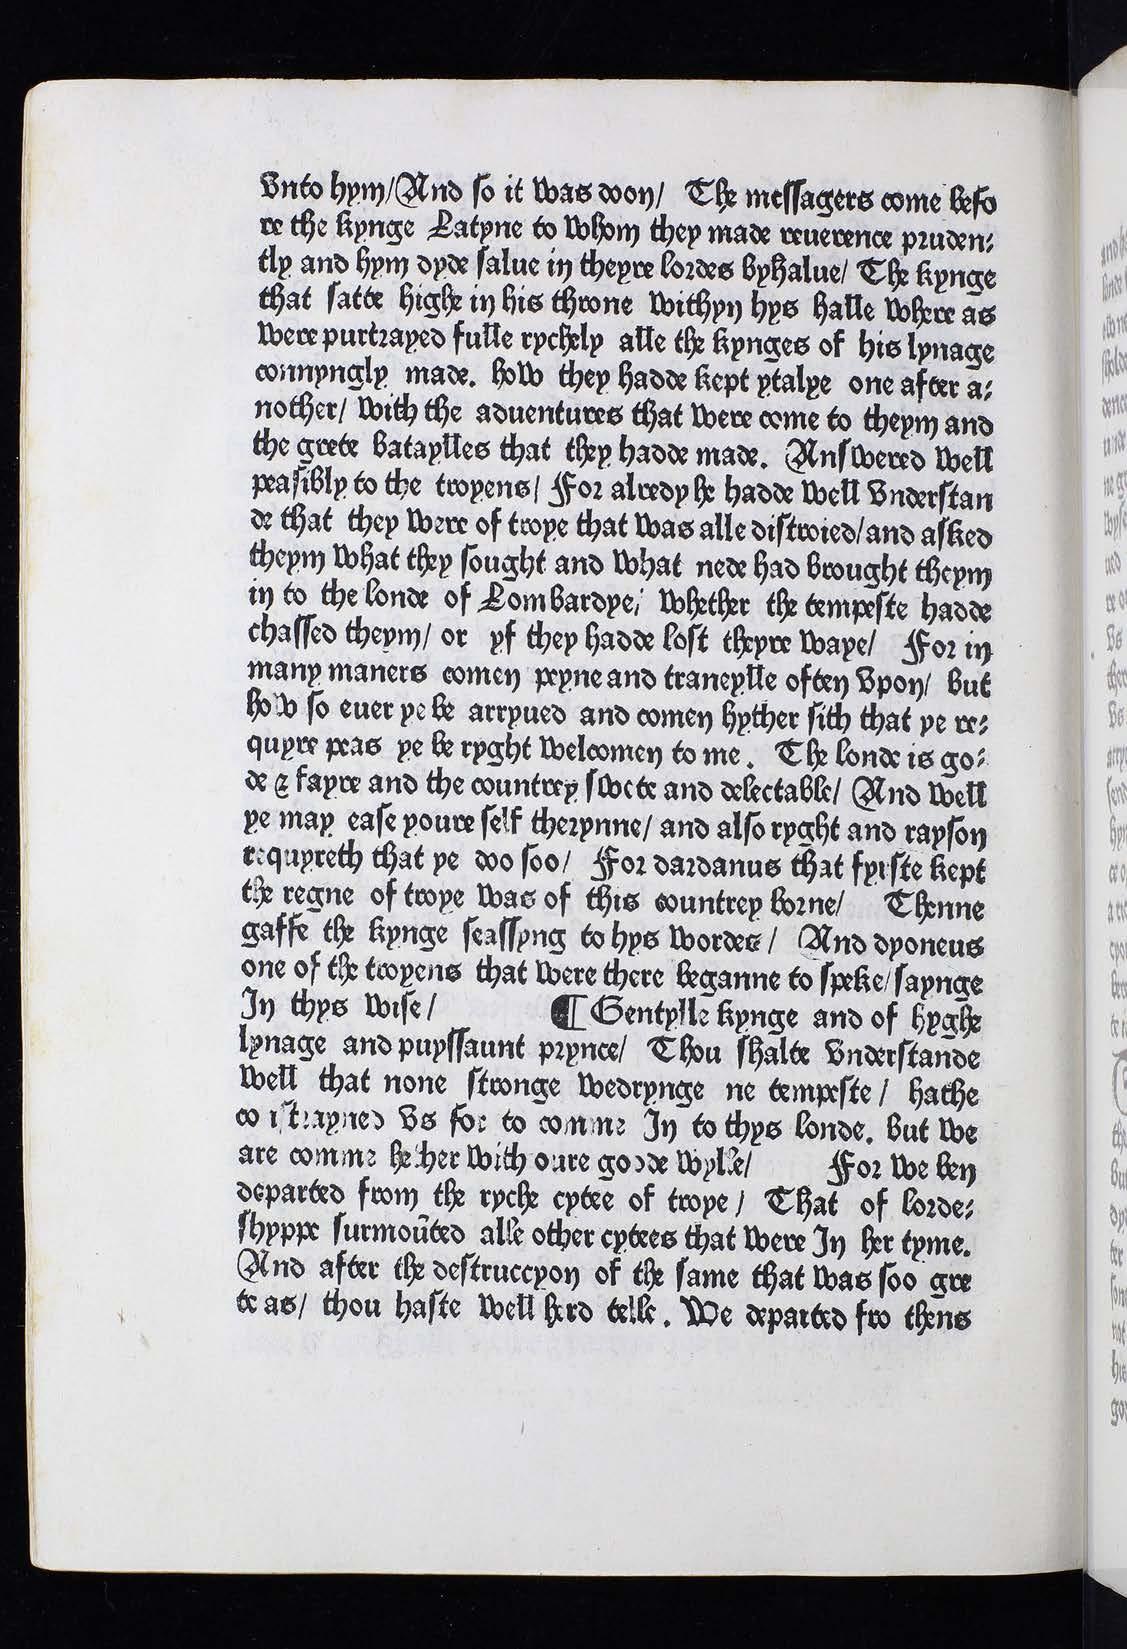 vnto hym/ And so it was doon/ The messagers come befo
re the kynge Latyne to whom they made reuerence pruden⸗
tly and hym dyde salue in theyre lordes byhalue/ The kynge
that satte highe in his throne withyn hys halle where as
were purtrayed fulle rychely alle the kynges of his lynage
connyngly made. how they hadde kept ytalye one after a⸗
nother/ with the aduentures that were come to theym and
the grete bataylles that they hadde made. Answered well
peasibly to the troyens/ For alredy he hadde well vnderstan
de that they were of troye that was alle distroied/ and asked
theym what they sought and what nede had brought theym
in to the londe of Lombardye/ whether the tempeste hadde
chassed theym/ or yf they hadde lost theyre waye/ For in
many maners comen peyne and traneylle often vpon/ but
how so euer ye be arryued and comen hyther sith that ye re⸗
quyre peas ye be ryght welcomen to me. The londe is go⸗
de & fayre and the countrey swete and delectable/ And well
ye may ease youre self therynne/ and also ryght and rayson
requyreth that ye doo soo/ For dardanus that fyrste kept
the regne of troye was of this countrey borne/ Thenne
gaffe the kynge seassyng to hys wordes/ And dyoneus
one of the troyens that were there beganne to speke/ saynge
In thys wise/ ¶ Gentylle kynge and of hyghe
lynage and puyssaunt prynce/ Thou shalte vnderstande
well that none stronge wedrynge ne tempeste/ hathe
constrayned vs for to comme In to thys londe. but we
are comme hether with oure goode wylle/ For we ben
departed from the ryche cytee of troye/ That of lorde⸗
shyppe surmoūted alle other cytees that were In her tyme.
And after the destruccyon of the same that was soo gre
te as/ thou haste well herd telle. We departed fro thens